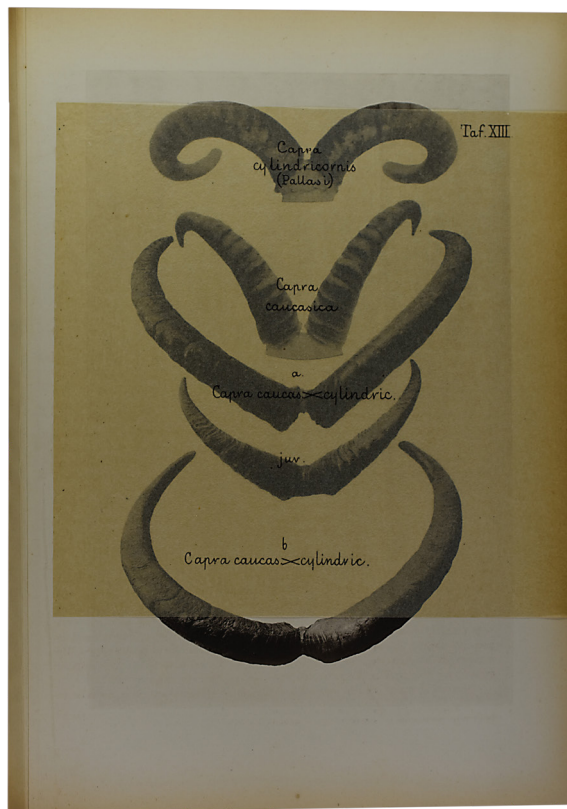 Taf. XIII
Capra
cylindricornis
(Pallasi)
Capra
caucasica
a
Capra caucas×cylindric.
juv.
b
Capra caucas×cylindric.